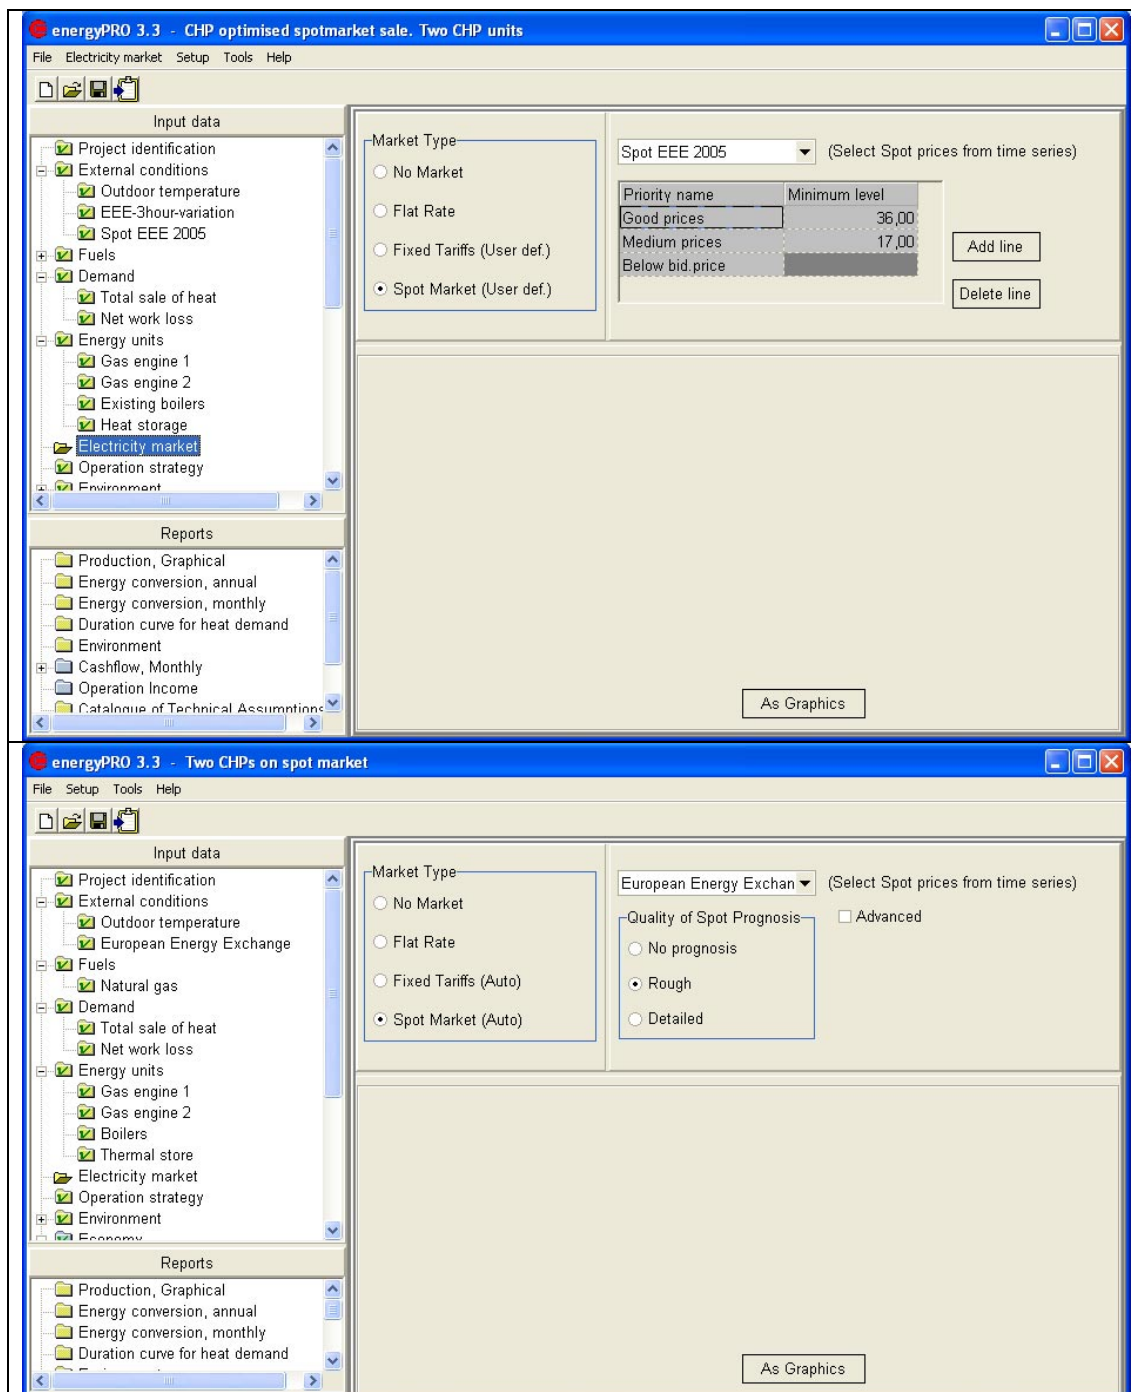 energyPRO 3.3 - CHP optimised spotmarket sale. Two CHP units
File Electricity market Setup Tools Help
Input data
Project identification
External conditions
Outdoor temperature
EEE-3hour-variation
Spot EEE 2005
Fuels
Demand
Total sale of heat
Net work loss
Energy units
Gas engine 1
Gas engine 2
Existing boilers
Heat storage
Electricity market
Operation strategy
Environment
Reports
Production, Graphical
Energy conversion, annual
Energy conversion, monthly
Duration curve for heat demand
Environment
Cashflow, Monthly
Operation Income
Catalogue of Technical Assumptions
Market Type
No Market
Flat Rate
Fixed Tariffs (User def.)
Spot Market (User def.)
Spot EEE 2005 (Select Spot prices from time series)
Priority name Minimum level
Good prices 36,00
Medium prices 17,00
Below bid.price
Add line
Delete line
As Graphics
energyPRO 3.3 - Two CHPs on spot market
File Setup Tools Help
Input data
Project identification
External conditions
Outdoor temperature
European Energy Exchange
Fuels
Natural gas
Demand
Total sale of heat
Net work loss
Energy units
Gas engine 1
Gas engine 2
Boilers
Thermal store
Electricity market
Operation strategy
Environment
Economy
Reports
Production, Graphical
Energy conversion, annual
Energy conversion, monthly
Duration curve for heat demand
Market Type
No Market
Flat Rate
Fixed Tariffs (Auto)
Spot Market (Auto)
European Energy Exchan (Select Spot prices from time series)
Quality of Spot Prognosis
Advanced
No prognosis
Rough
Detailed
As Graphics